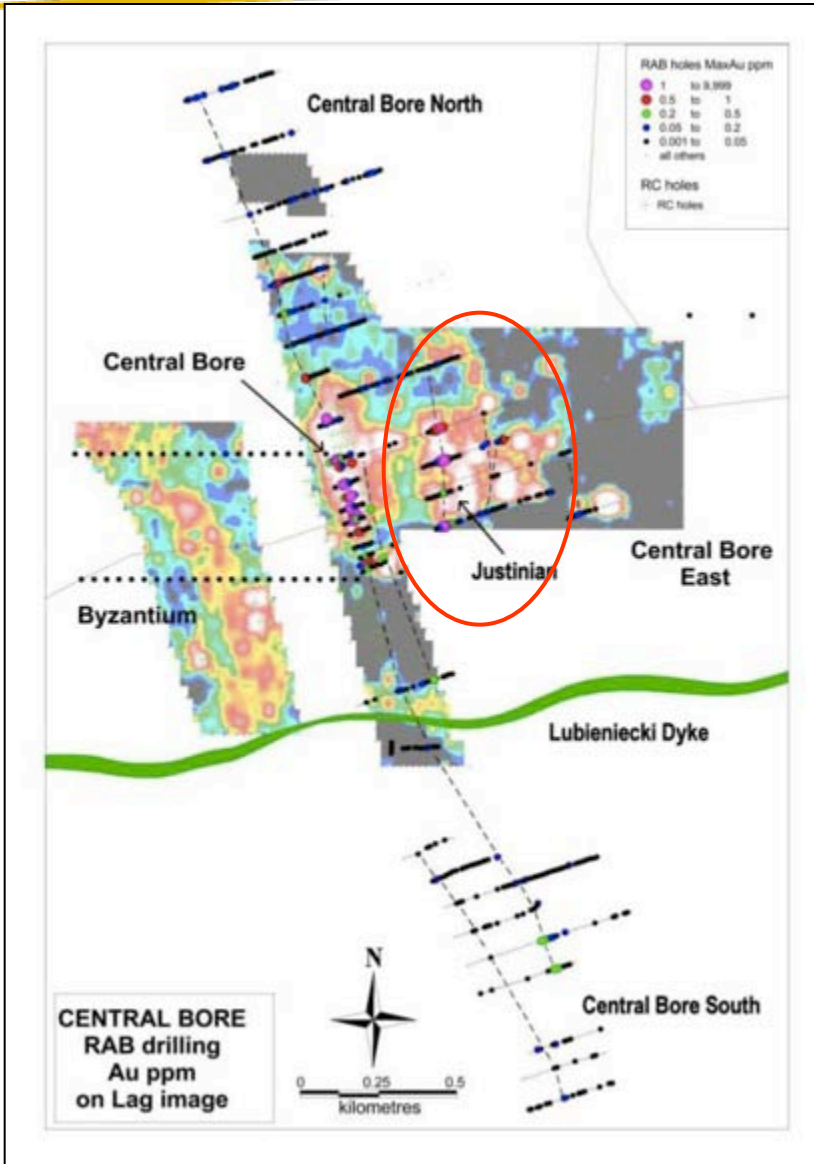 RAB holes MaxAu ppm
1 to 9,999
0.5 to 1
0.2 to 0.5
0.05 to 0.2
0.001 to 0.05
all others
RC holes
RC holes
Central Bore North
Central Bore
Justinian
Central Bore
East
Byzantium
Lubieniecki Dyke
N
Central Bore South
CENTRAL BORE
RAB drilling
Au ppm
on Lag image
0 0.25 0.5
kilometres